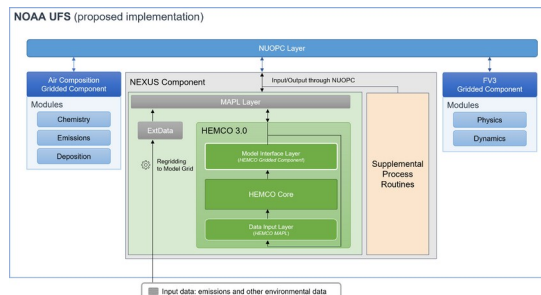 NOAA UFS (proposed implementation)
NUOPC Layer
Air Composition
Gridded Component
Modules
Chemistry
Emissions
Deposition
NEXUS Component
Input/Output through NUOPC
MAPL Layer
ExtData
Regridding
to Model Grid
HEMCO 3.0
Model Interface Layer
(HEMCO Gridded Component)
HEMCO Core
Data Input Layer
(HEMCO MAPL)
Supplemental
Process
Routines
FV3
Gridded Component
Modules
Physics
Dynamics
Input data: emissions and other environmental data